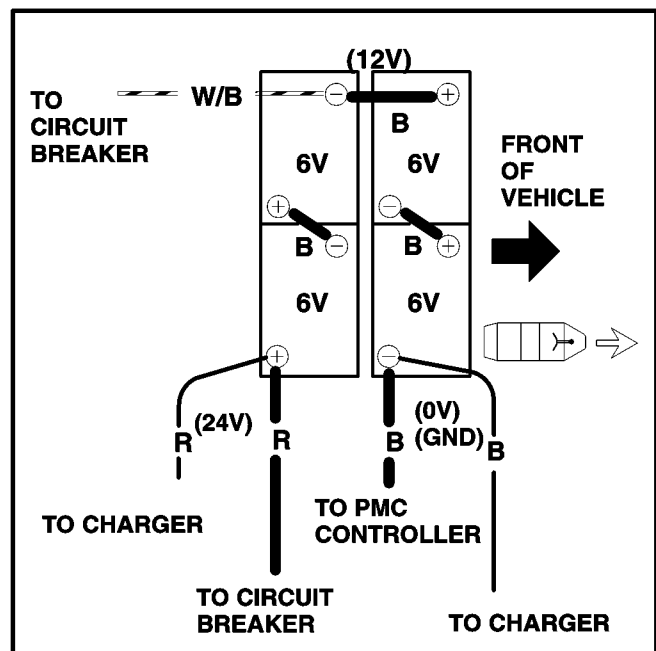 (12V)
TO
CIRCUIT
BREAKER
W/B
− +
B
6V 6V
FRONT
OF
VEHICLE
+ −
B − B +
6V 6V
+ −
R (24V) R
B (0V)
(GND) B
TO CHARGER
TO PMC
CONTROLLER
TO CIRCUIT
BREAKER
TO CHARGER